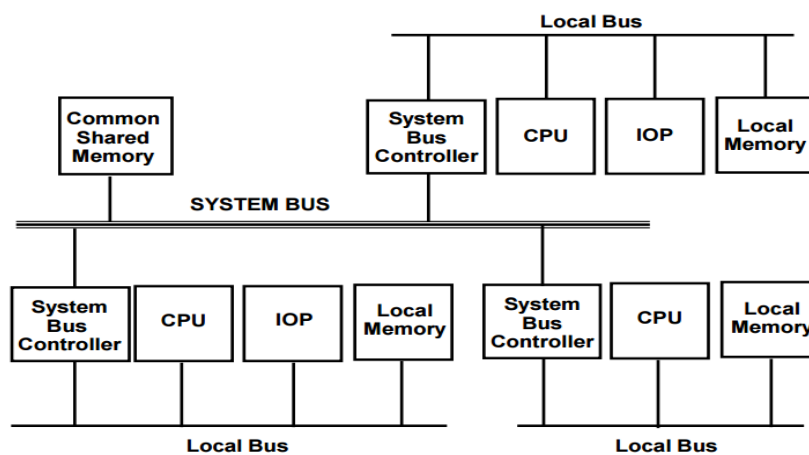 Local Bus
Common
Shared
Memory
System
Bus
Controller
CPU
IOP
Local
Memory
SYSTEM BUS
System
Bus
Controller
CPU
IOP
Local
Memory
System
Bus
Controller
CPU
Local
Memory
Local Bus
Local Bus